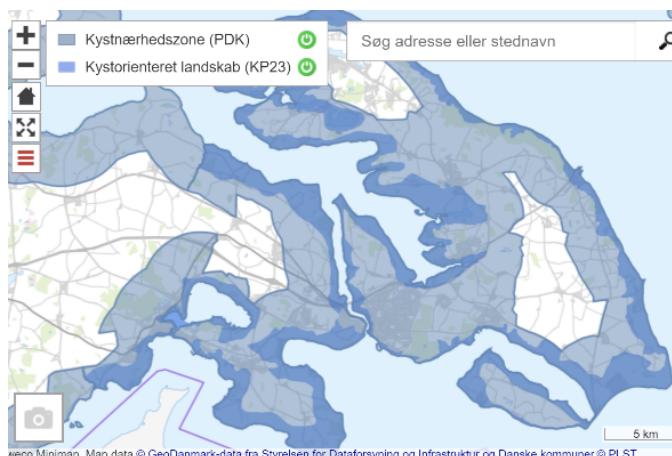 Kystnærhedszone (PDK)
Kystorienteret landskab (KP23)
Søg adresse eller stednavn
5 km
Miniman, Map data © GeoDanmark-data fra Styrelsen for Dataforsyning og Infrastruktur og Danske kommuner © PLST